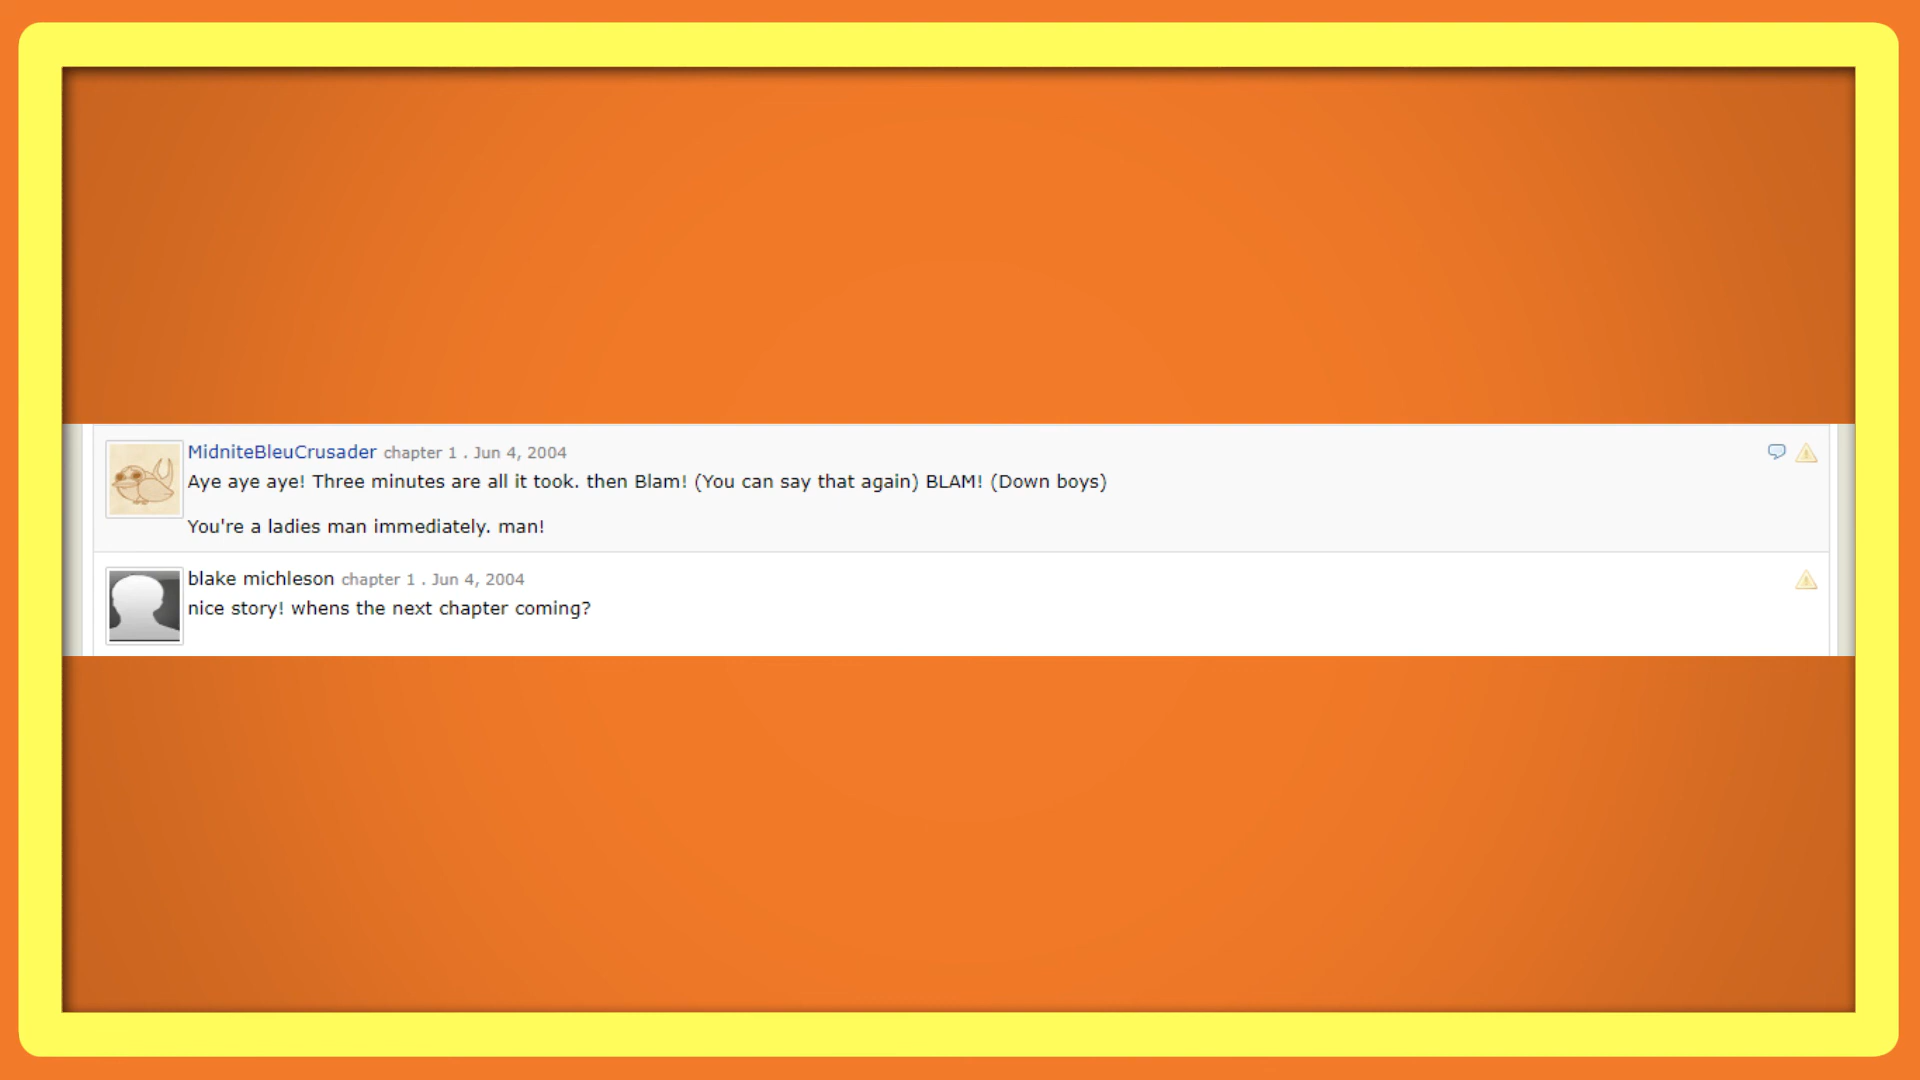 MidniteBleuCrusader chapter 1 . Jun 4, 2004
Aye aye aye! Three minutes are all it took. then Blam! (You can say that again) BLAM! (Down boys)
You're a ladies man immediately. man!
blake michleson chapter 1 . Jun 4, 2004
nice story! whens the next chapter coming?